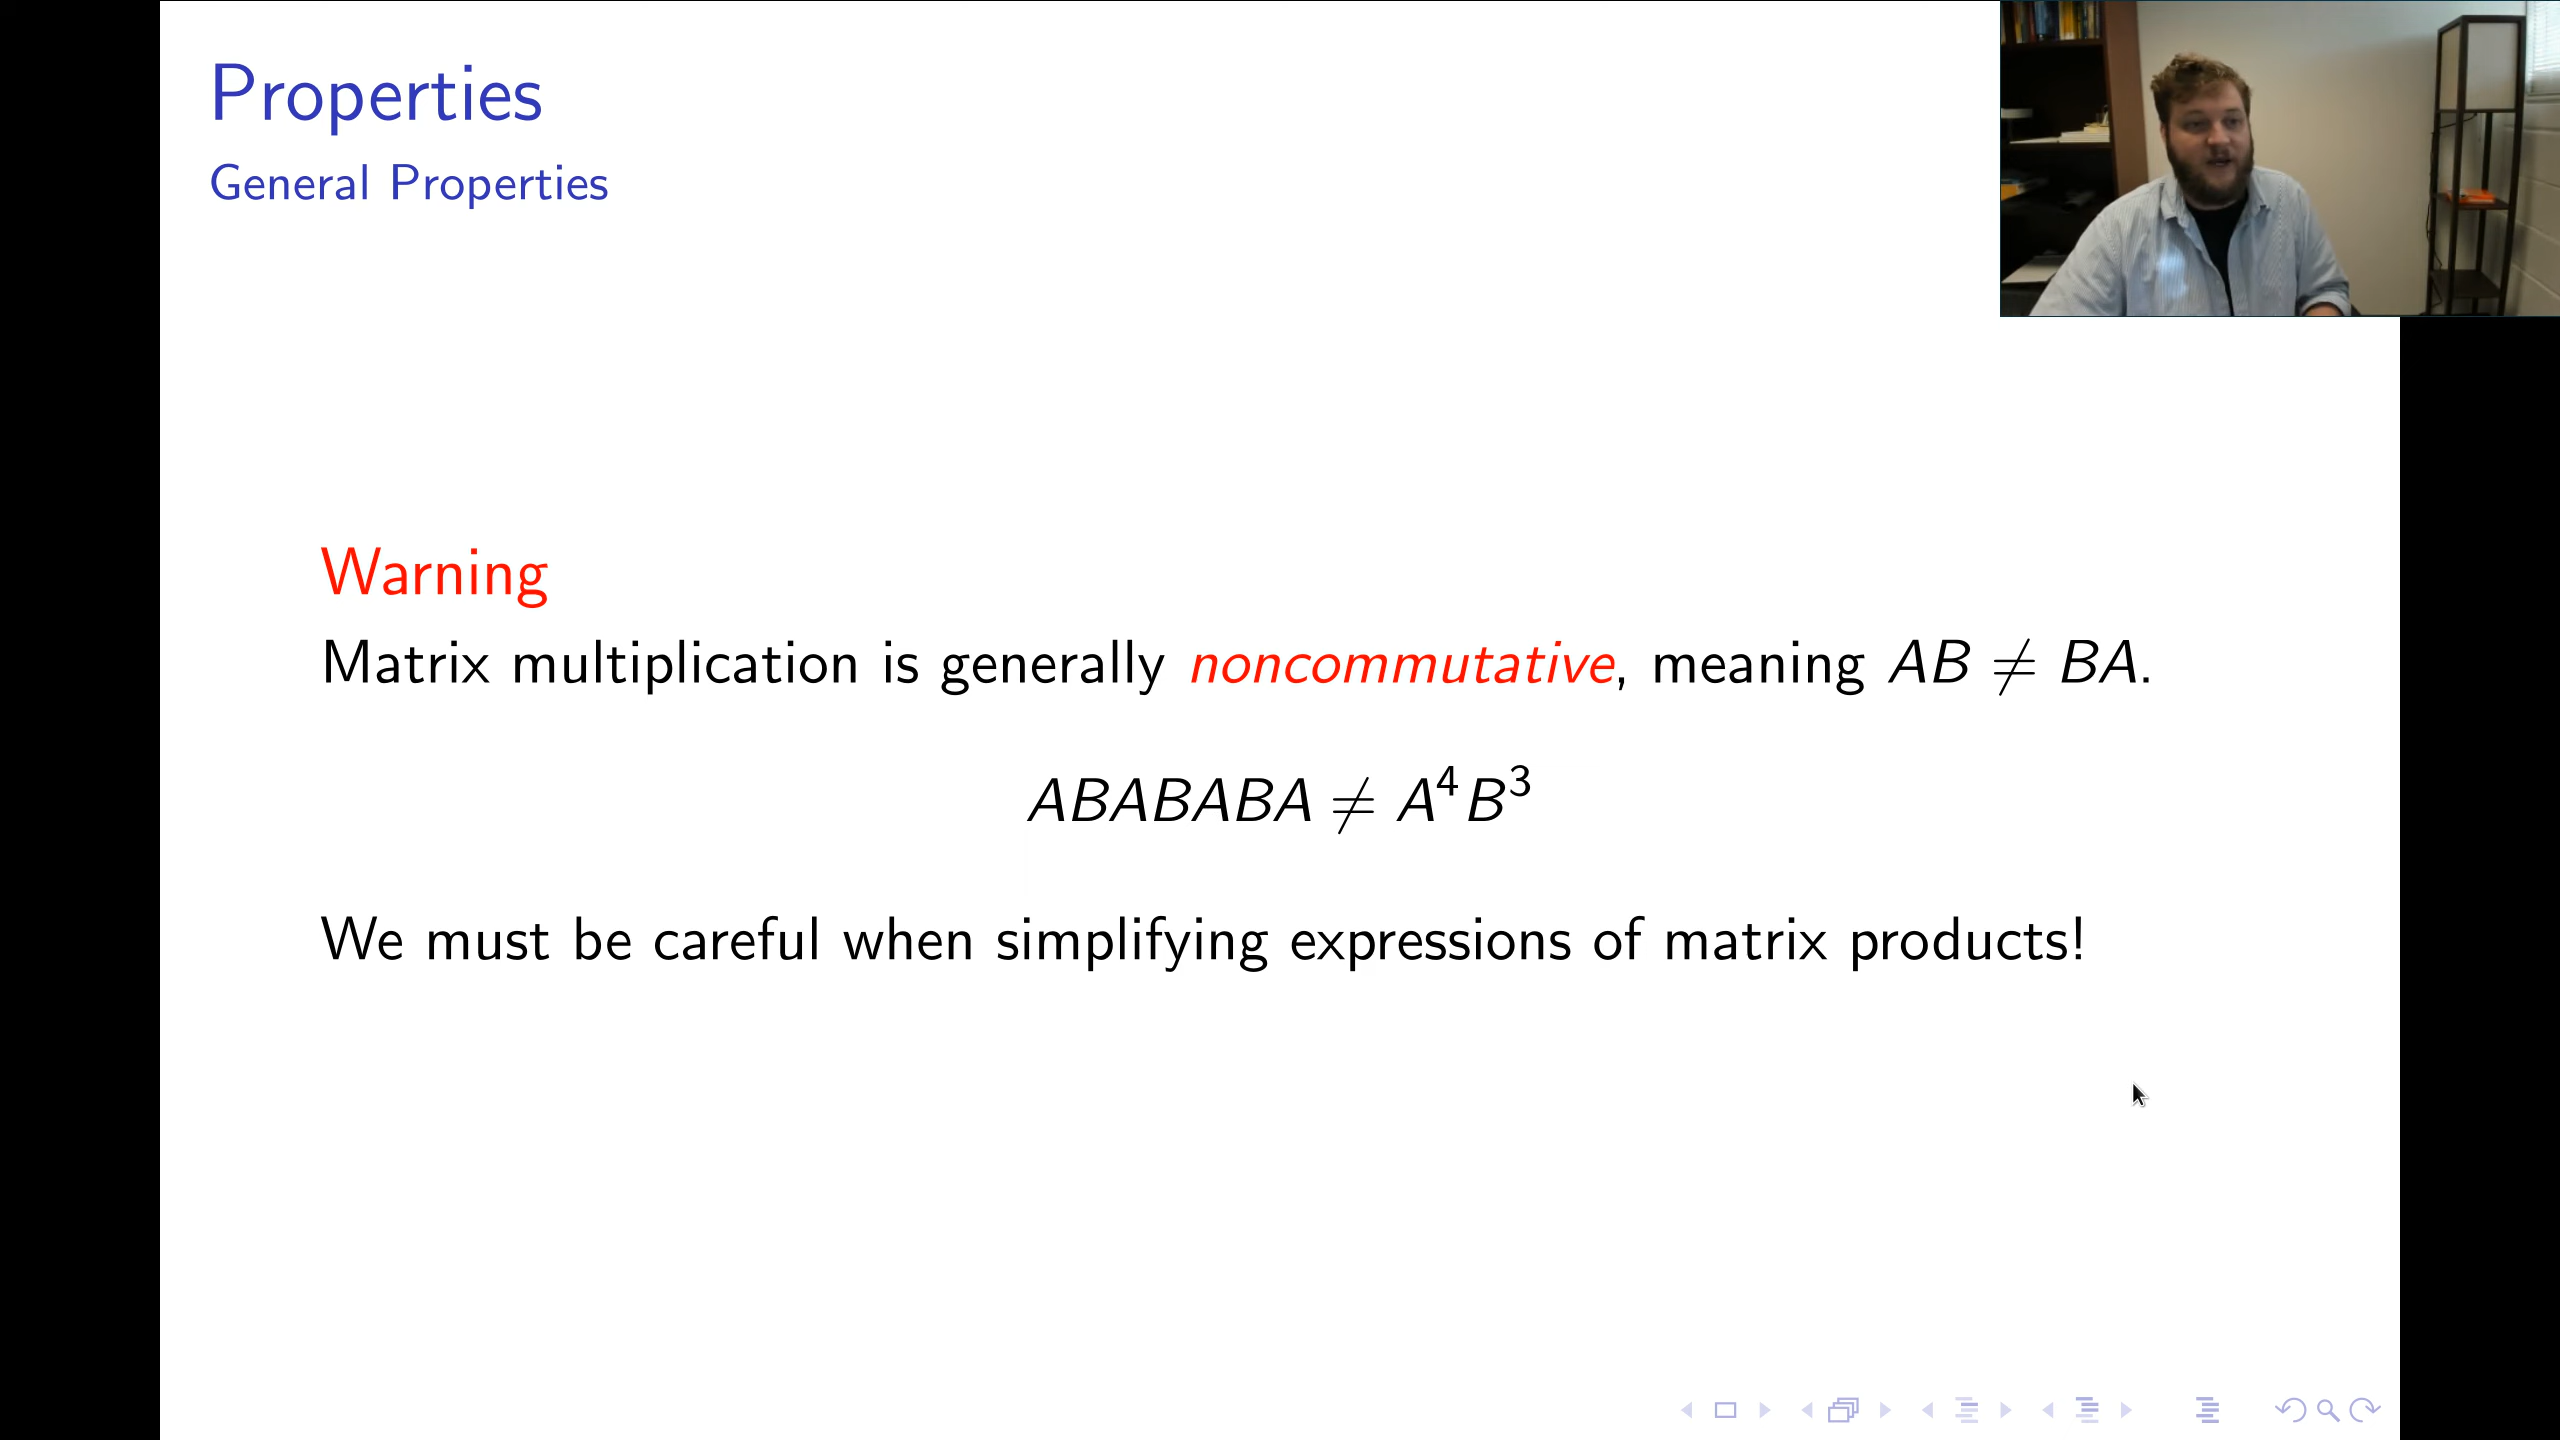 Properties
General Properties
Warning
Matrix multiplication is generally noncommutative, meaning AB ≠ BA.
ABABABA ≠ A⁴B³
We must be careful when simplifying expressions of matrix products!